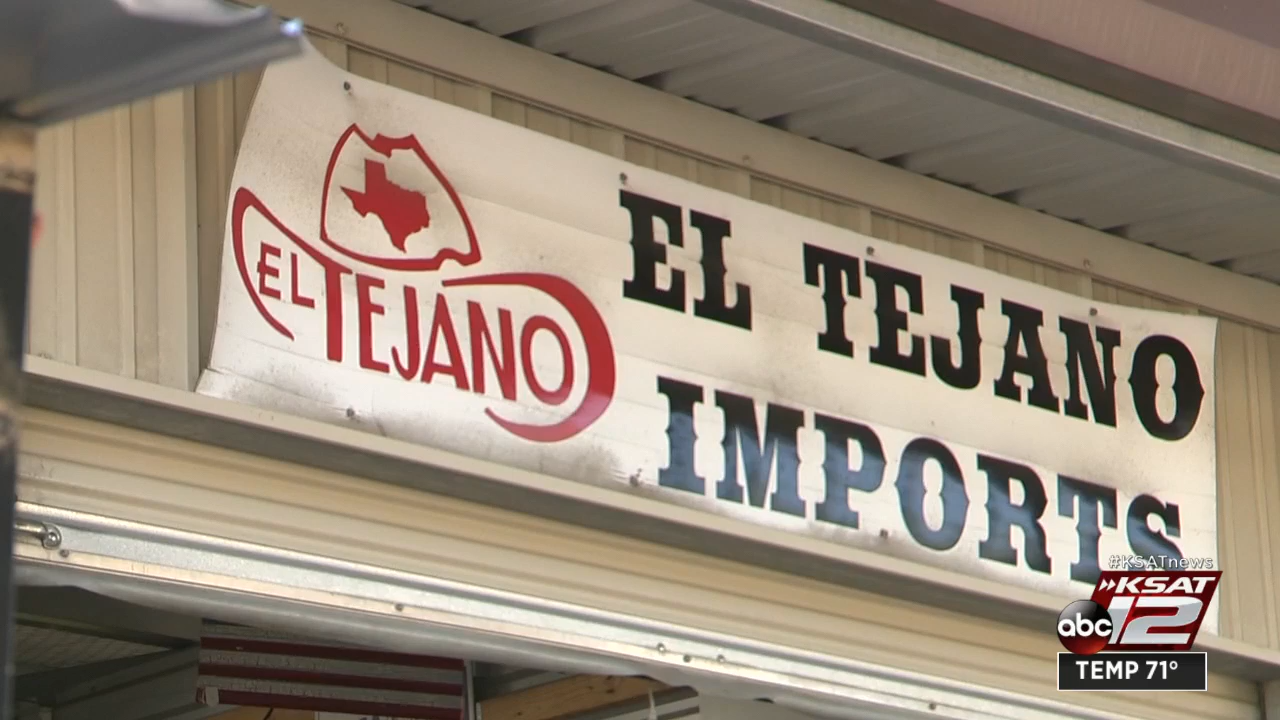 EL TEJANO
EL TEJANO
IMPORTS
#KSATnews
KSAT
abc 12
TEMP 71°